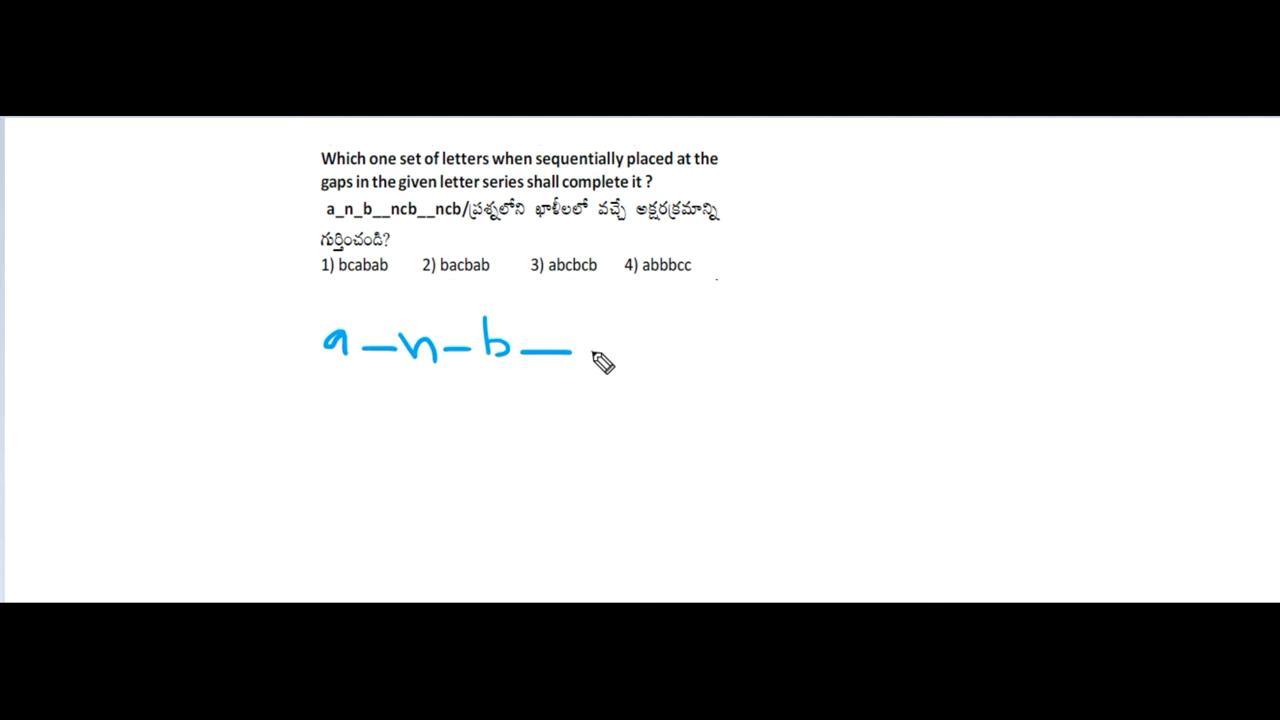 Which one set of letters when sequentially placed at the
gaps in the given letter series shall complete it ?
a_n_b__ncb__ncb/ప్రశ్నలోని ఖాళీలలో వచ్చే అక్షరక్రమాన్ని
గుర్తించండి?
1) bcabab 2) bacbab 3) abcbcb 4) abbbcc
a _ n _ b _